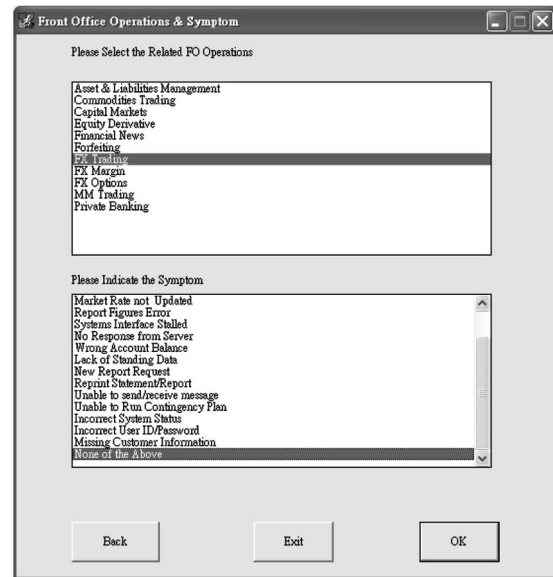 Front Office Operations & Symptom
Please Select the Related FO Operations
Asset & Liabilities Management
Commodities Trading
Capital Markets
Equity Derivative
Financial News
Forfeiting
FX Trading
FX Margin
FX Options
MM Trading
Private Banking
Please Indicate the Symptom
Market Rate not Updated
Report Figures Error
Systems Interface Stalled
No Response from Server
Wrong Account Balance
Lack of Standing Data
New Report Request
Reprint Statement/Report
Unable to send/receive message
Unable to Run Contingency Plan
Incorrect System Status
Incorrect User ID/Password
Missing Customer Information
None of the Above
Back Exit OK